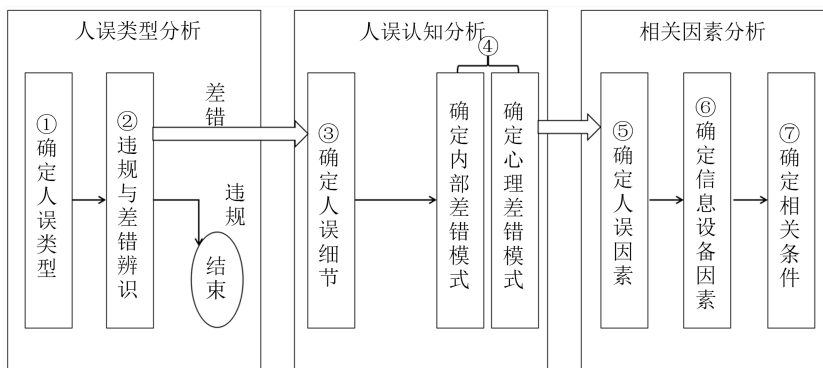 人误类型分析
①确定人误类型
②违规与差错辨识
差错
违规
结束
人误认知分析
③确定人误细节
④
确定内部差错模式
确定心理差错模式
相关因素分析
⑤确定人误因素
⑥确定信息设备因素
⑦确定相关条件